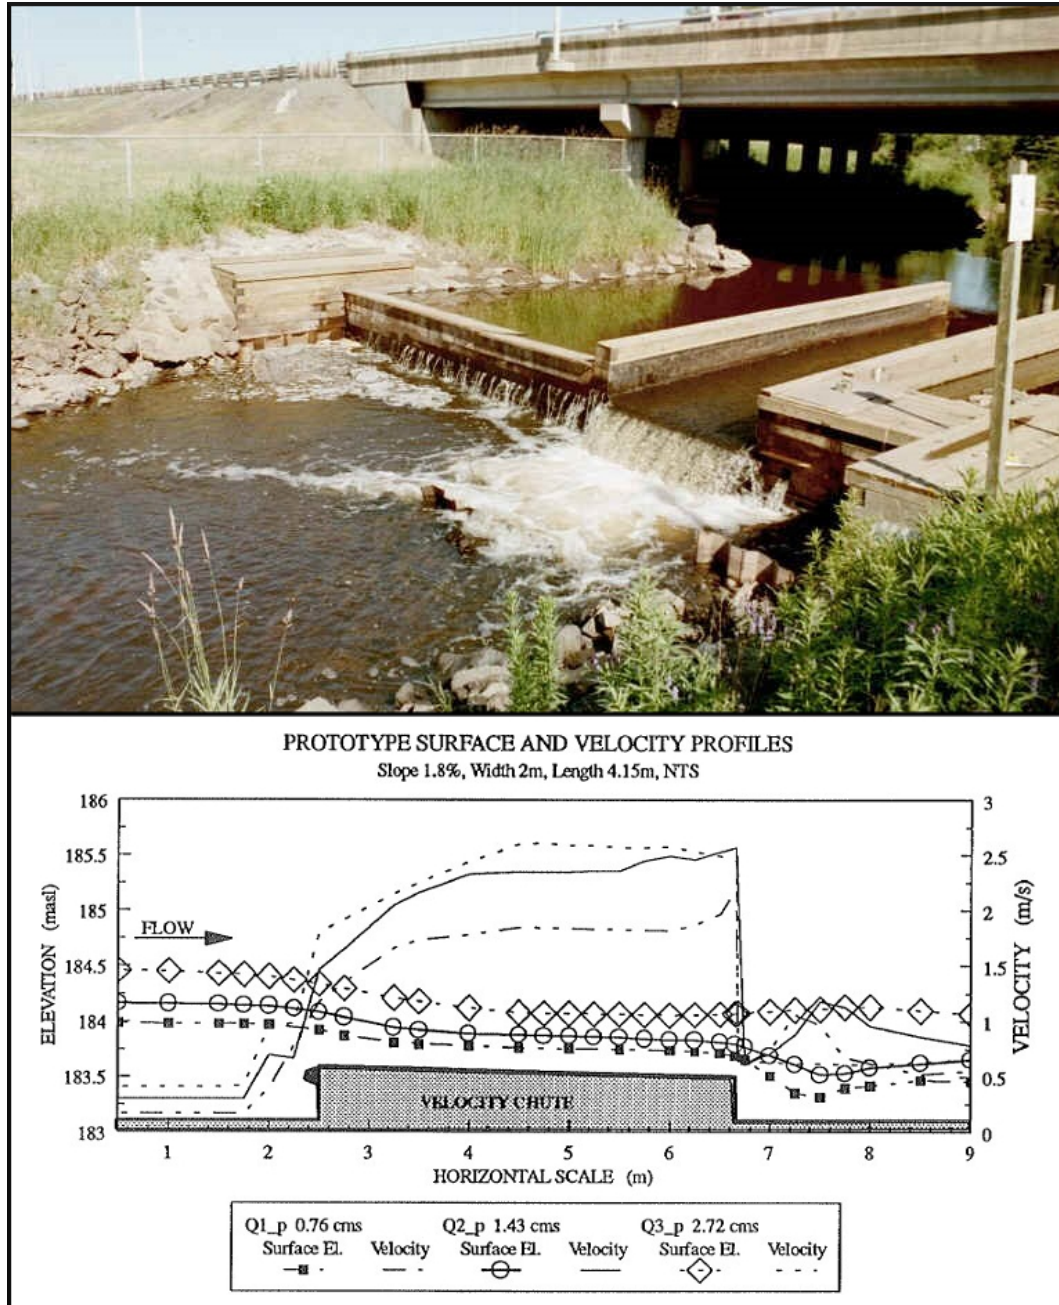 PROTOTYPE SURFACE AND VELOCITY PROFILES
Slope 1.8%, Width 2m, Length 4.15m, NTS
186
185.5
185
184.5
184
183.5
183
ELEVATION (masl)
FLOW
VELOCITY CHUTE
3
2.5
2
1.5
1
0.5
0
VELOCITY (m/s)
1 2 3 4 5 6 7 8 9
HORIZONTAL SCALE (m)
Q1_p 0.76 cms Q2_p 1.43 cms Q3_p 2.72 cms
Surface El. Velocity Surface El. Velocity Surface El. Velocity